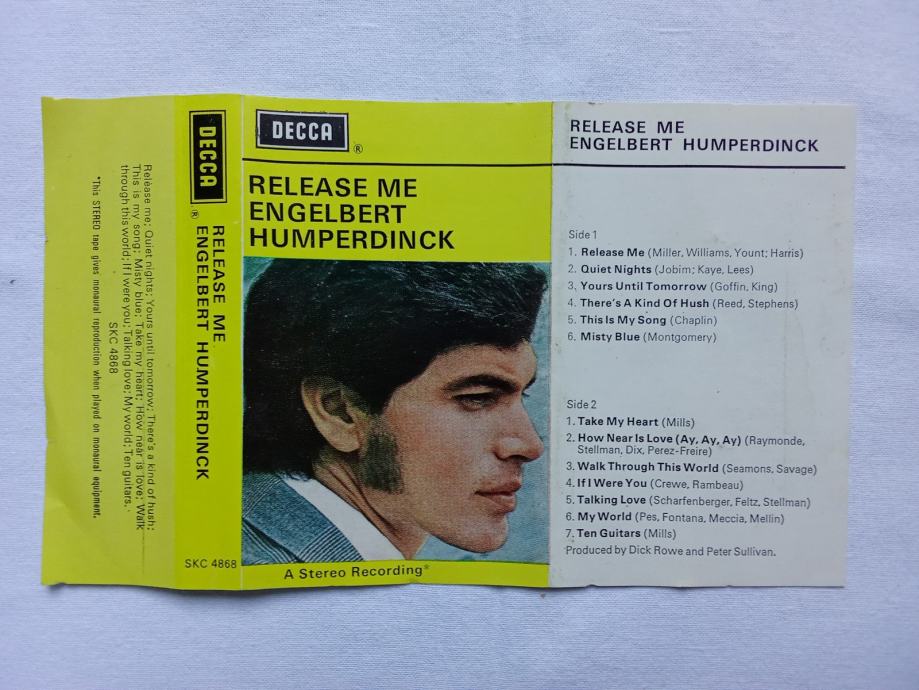 Release me; Quiet nights; Yours until tomorrow; There's a kind of hush;
This is my song; Misty blue; Take my heart; How near is love; Walk
through this world; If I were you; Talking love; My world; Ten guitars.
SKC 4868
*This STEREO tape gives monaural reproduction when played on monaural equipment.
DECCA
®
RELEASE ME
ENGELBERT HUMPERDINCK
SKC 4868
DECCA
®
RELEASE ME
ENGELBERT
HUMPERDINCK
A Stereo Recording*
RELEASE ME
ENGELBERT HUMPERDINCK
Side 1
1. Release Me (Miller, Williams, Yount; Harris)
2. Quiet Nights (Jobim; Kaye, Lees)
3. Yours Until Tomorrow (Goffin, King)
4. There's A Kind Of Hush (Reed, Stephens)
5. This Is My Song (Chaplin)
6. Misty Blue (Montgomery)
Side 2
1. Take My Heart (Mills)
2. How Near Is Love (Ay, Ay, Ay) (Raymonde,
Stellman, Dix, Perez-Freire)
3. Walk Through This World (Seamons, Savage)
4. If I Were You (Crewe, Rambeau)
5. Talking Love (Scharfenberger, Feltz, Stellman)
6. My World (Pes, Fontana, Meccia, Mellin)
7. Ten Guitars (Mills)
Produced by Dick Rowe and Peter Sullivan.